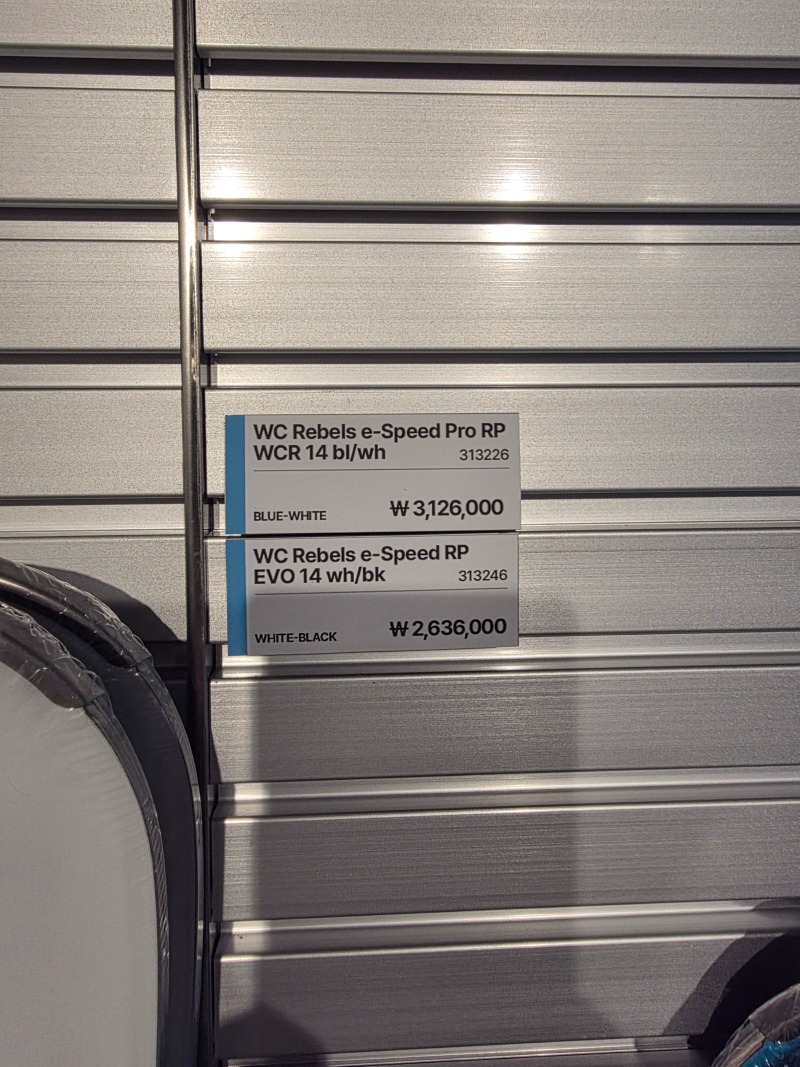 WC Rebels e-Speed Pro RP
WCR 14 bl/wh 313226
BLUE-WHITE ₩ 3,126,000
WC Rebels e-Speed RP
EVO 14 wh/bk 313246
WHITE-BLACK ₩ 2,636,000